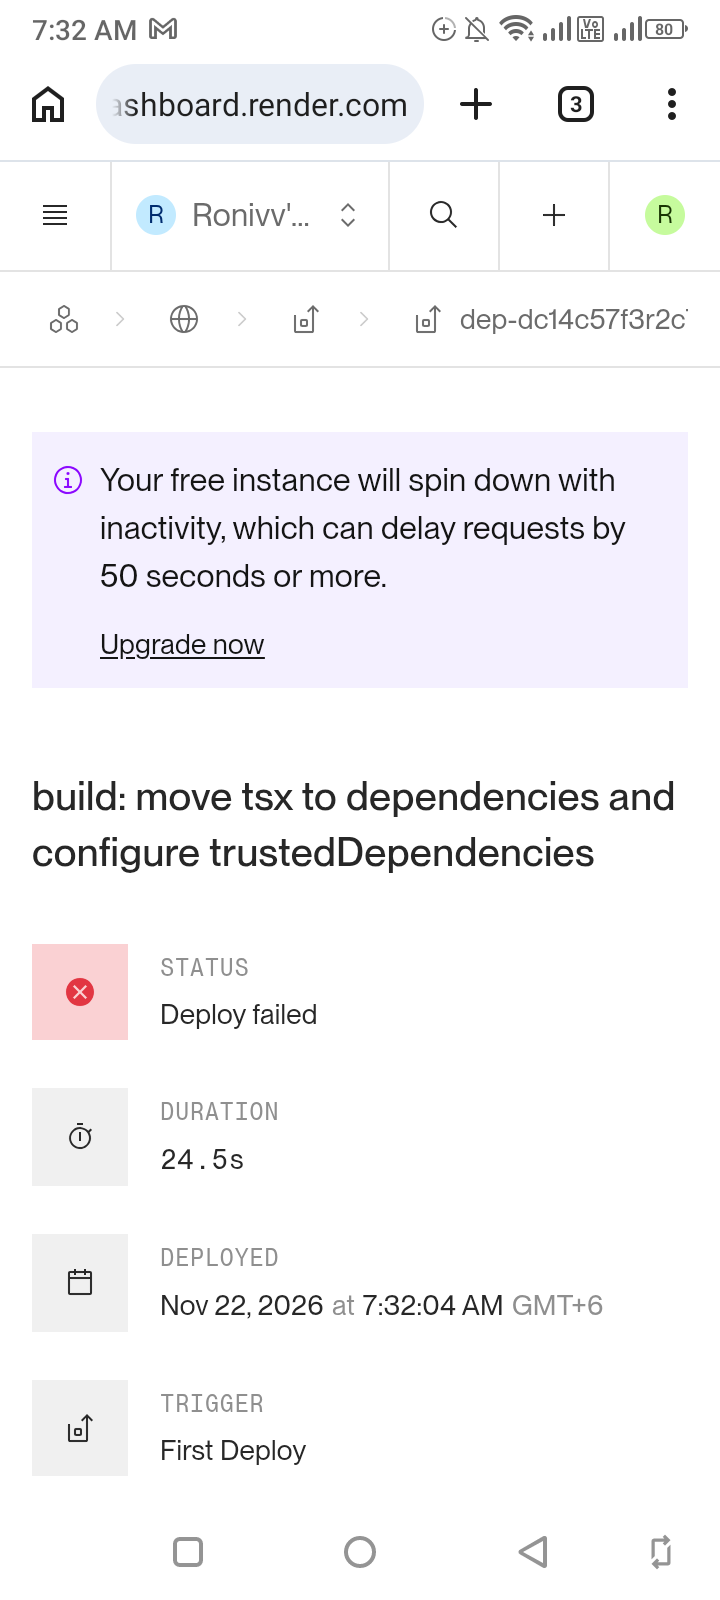 7:32 AM
Vo LTE
80
ashboard.render.com
3
R
Ronivv'...
R
dep-dc14c57f3r2c
Your free instance will spin down with
inactivity, which can delay requests by
50 seconds or more.
Upgrade now
build: move tsx to dependencies and
configure trustedDependencies
STATUS
Deploy failed
DURATION
24.5s
DEPLOYED
Nov 22, 2026 at 7:32:04 AM GMT+6
TRIGGER
First Deploy